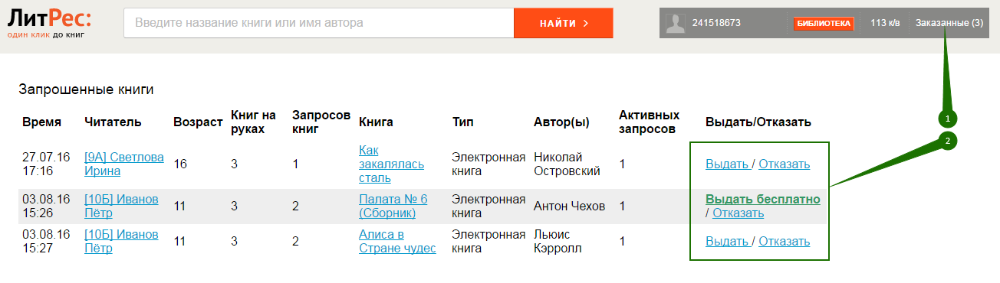 ЛитРес:
один клик до книг
Введите название книги или имя автора
НАЙТИ >
241518673
БИБЛИОТЕКА
113 к/в
Заказанные (3)
1
2
Запрошенные книги
Время Читатель Возраст Книг на руках Запросов книг Книга Тип Автор(ы) Активных запросов Выдать/Отказать
27.07.16 17:16 [9А] Светлова Ирина 16 3 1 Как закалялась сталь Электронная книга Николай Островский 1 Выдать / Отказать
03.08.16 15:26 [10Б] Иванов Пётр 11 3 2 Палата № 6 (Сборник) Электронная книга Антон Чехов 1 Выдать бесплатно / Отказать
03.08.16 15:27 [10Б] Иванов Пётр 11 3 2 Алиса в Стране чудес Электронная книга Льюис Кэрролл 1 Выдать / Отказать